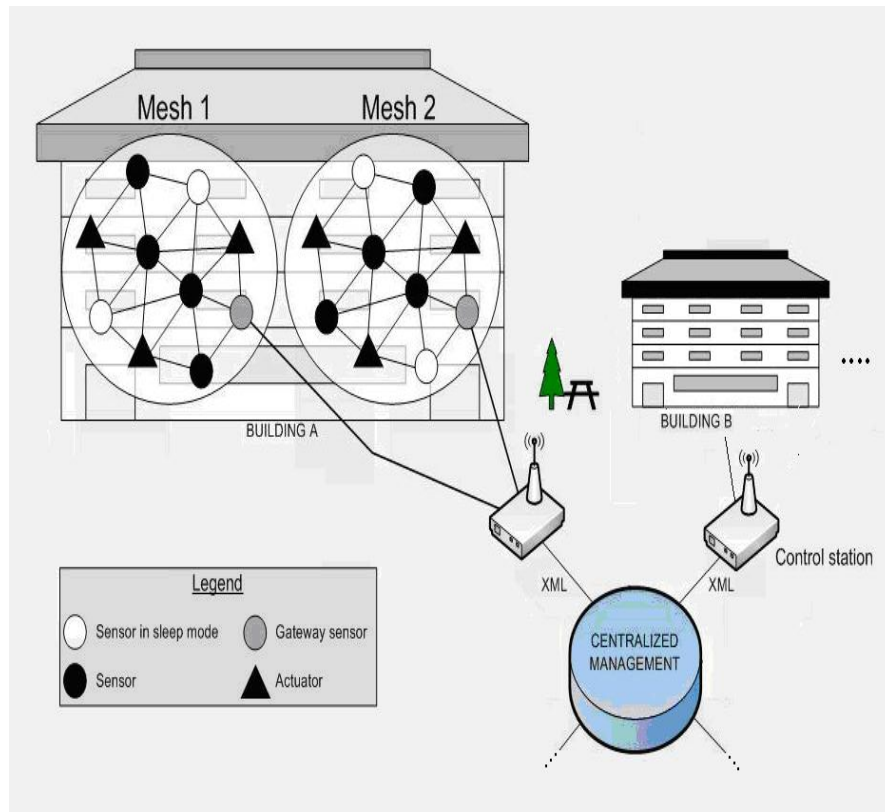 Mesh 1
Mesh 2
BUILDING A
BUILDING B
Control station
XML
XML
CENTRALIZED
MANAGEMENT
Legend
Sensor in sleep mode
Gateway sensor
Sensor
Actuator